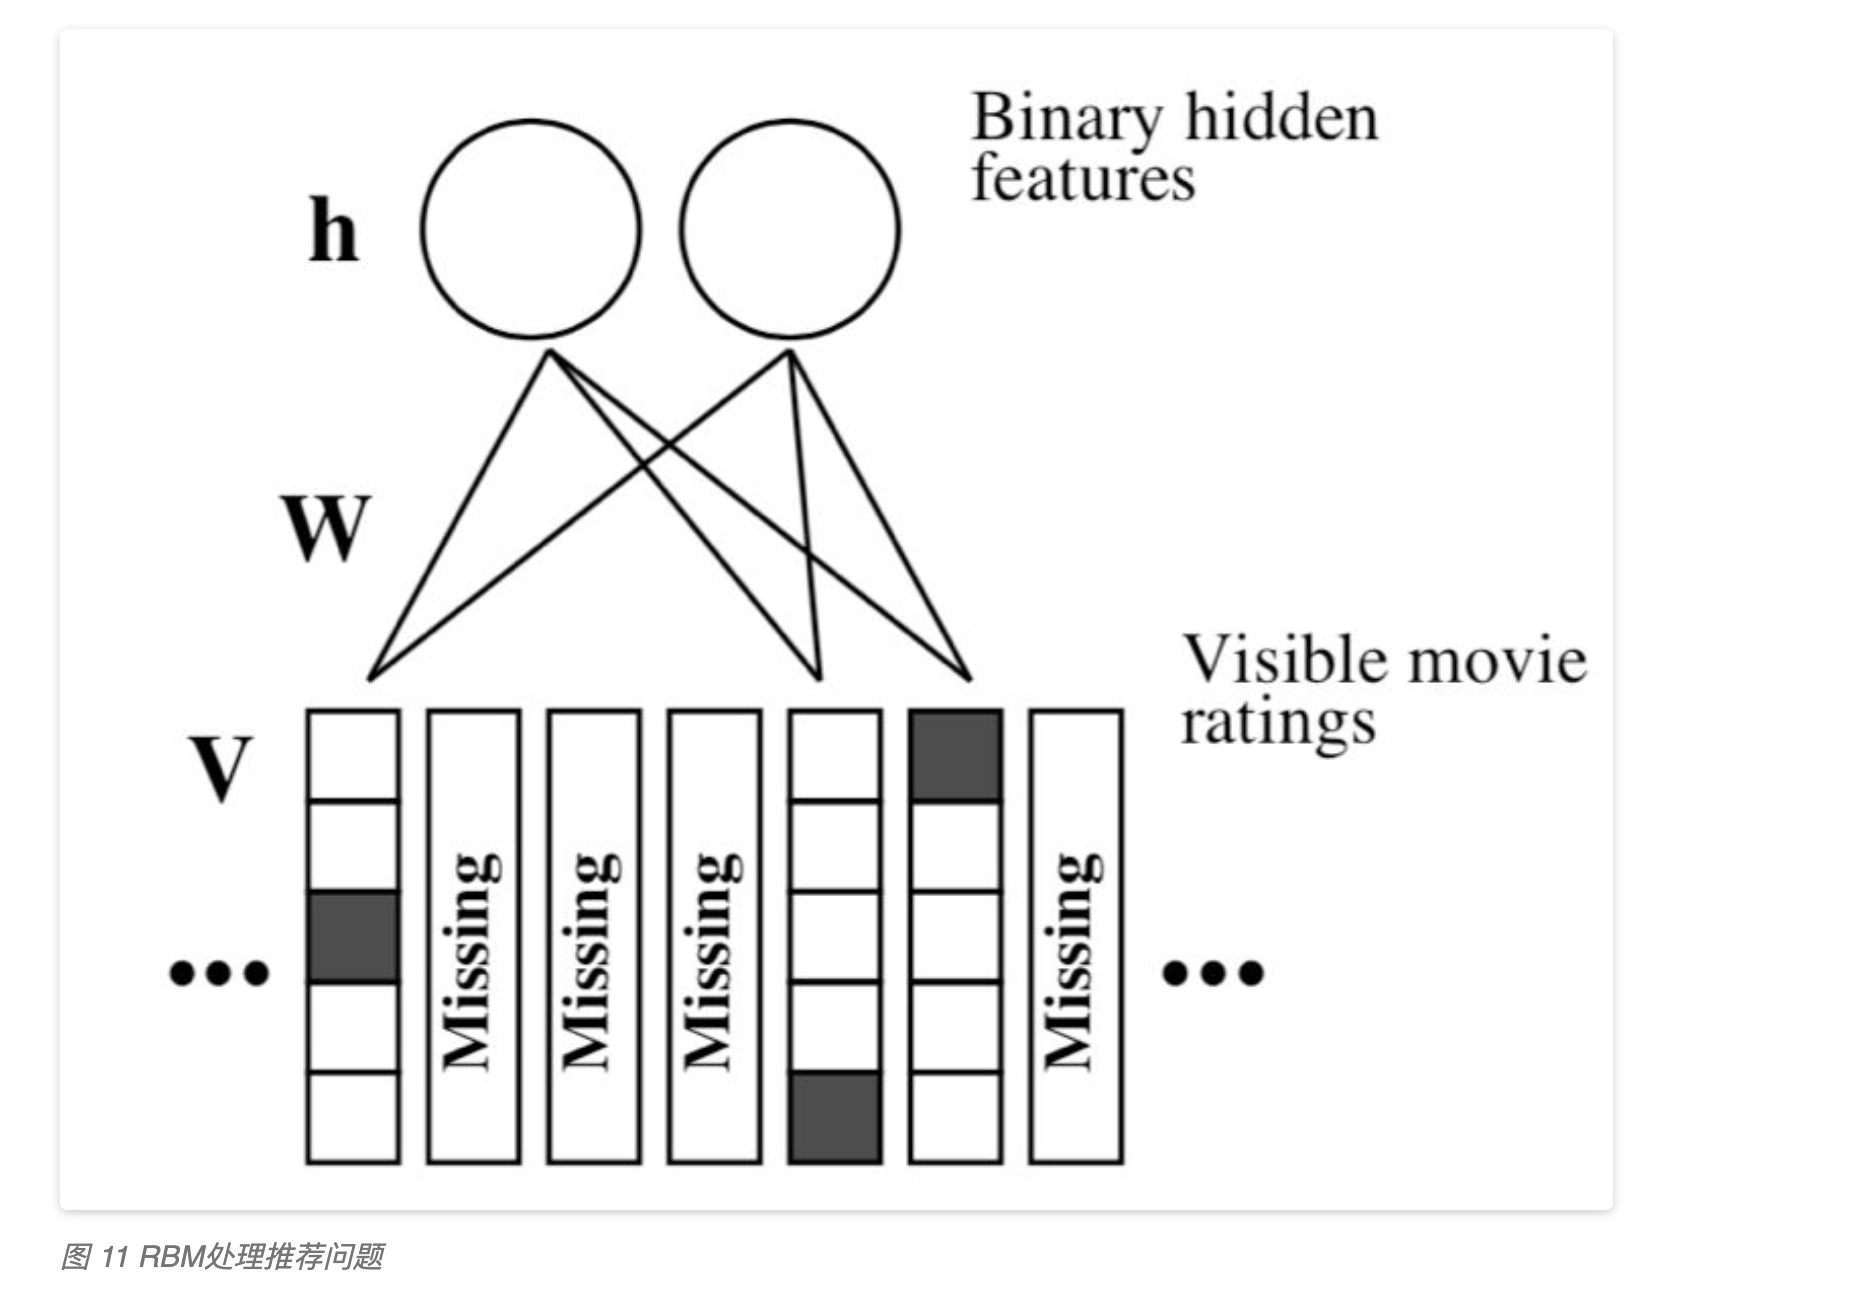 Binary hidden
features
h
W
Visible movie
ratings
V
Missing
Missing
Missing
Missing
•••
•••
图 11 RBM处理推荐问题